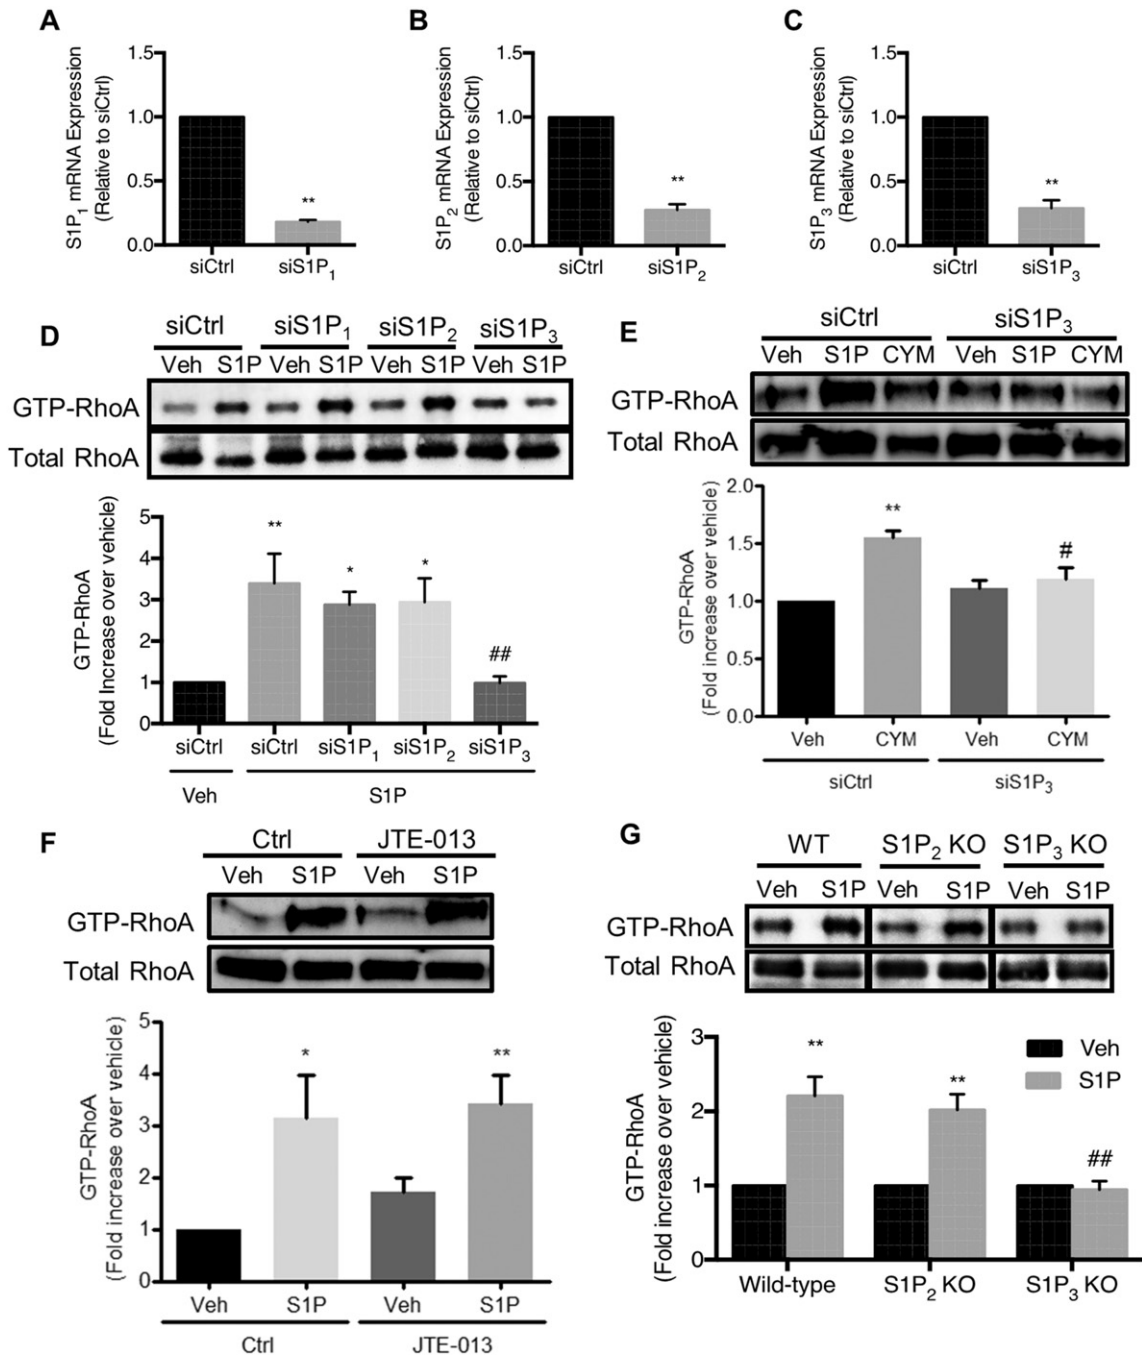 A
S1P1 mRNA Expression
(Relative to siCtrl)
1.5
1.0
0.5
0.0
**
siCtrl siS1P1
B
S1P2 mRNA Expression
(Relative to siCtrl)
1.5
1.0
0.5
0.0
**
siCtrl siS1P2
C
S1P3 mRNA Expression
(Relative to siCtrl)
1.5
1.0
0.5
0.0
**
siCtrl siS1P3
D
siCtrl siS1P1 siS1P2 siS1P3
Veh S1P Veh S1P Veh S1P Veh S1P
GTP-RhoA
Total RhoA
GTP-RhoA
(Fold Increase over vehicle)
5
4
3
2
1
0
** * * ##
siCtrl siCtrl siS1P1 siS1P2 siS1P3
Veh S1P
E
siCtrl siS1P3
Veh S1P CYM Veh S1P CYM
GTP-RhoA
Total RhoA
GTP-RhoA
(Fold increase over vehicle)
2.0
1.5
1.0
0.5
0.0
** #
Veh CYM Veh CYM
siCtrl siS1P3
F
Ctrl JTE-013
Veh S1P Veh S1P
GTP-RhoA
Total RhoA
GTP-RhoA
(Fold increase over vehicle)
5
4
3
2
1
0
* **
Veh S1P Veh S1P
Ctrl JTE-013
G
WT S1P2 KO S1P3 KO
Veh S1P Veh S1P Veh S1P
GTP-RhoA
Total RhoA
GTP-RhoA
(Fold increase over vehicle)
3
2
1
0
** ** ##
Veh
S1P
Wild-type S1P2 KO S1P3 KO